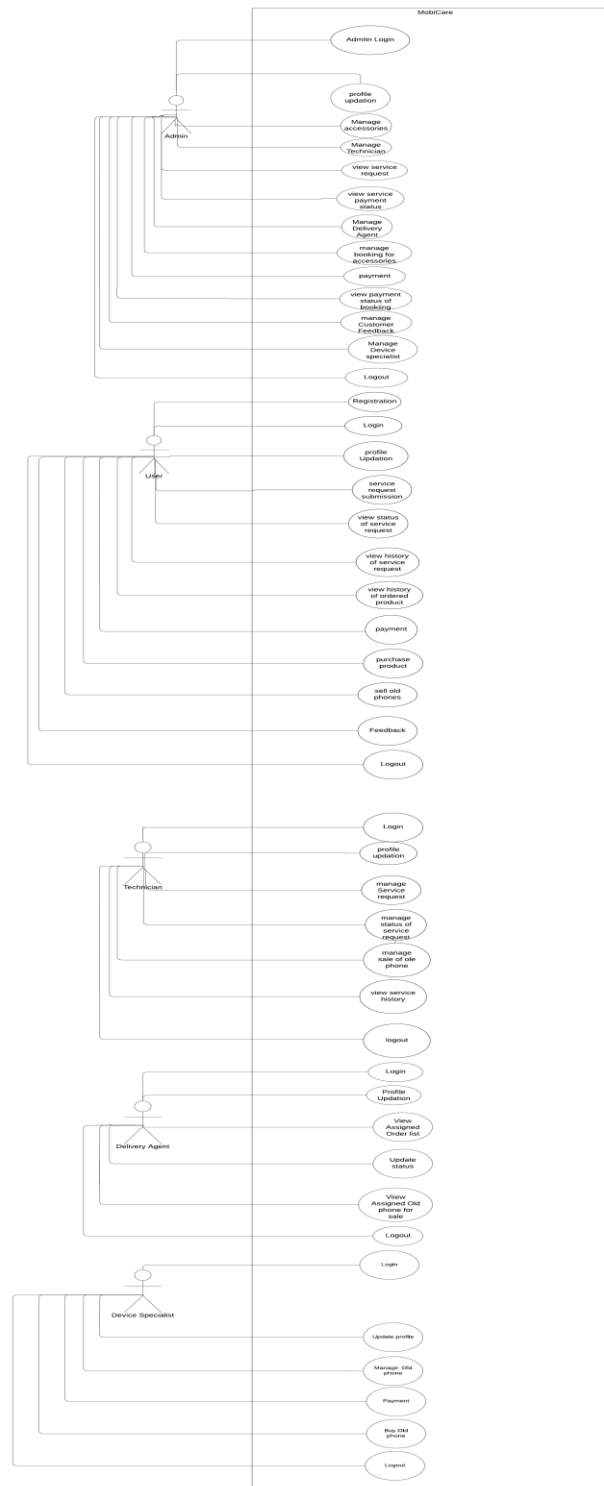 MobiCare
Admlin Login
profile
updation
Admin
Manage
accessories
Manage
Technician
view service
request
view service
payment
status
Manage
Delivery
Agent
manage
booking for
accessories
payment
view payment
status of
bookiing
manage
Customer
Feedback
Manage
Device
specialist
Logout
Registration
Login
profile
Updation
User
service
request
submission
view status
of service
request
view history
of service
request
view history
of ordered
product
payment
purchase
product
sell old
phones
Feedback
Logout
Login
profile
updation
Technician
manage
Service
request
manage
status of
service
request
manage
sale of ole
phone
view service
history
logout
Login
Profile
Updation
Delivery Agent
View
Assigned
Order list
Update
status
VIiew
Assigned Old
phone for
sale
Logout
Login
Device Specialist
Update profile
Manage Old
phone
Payment
Buy Old
phone
Logout